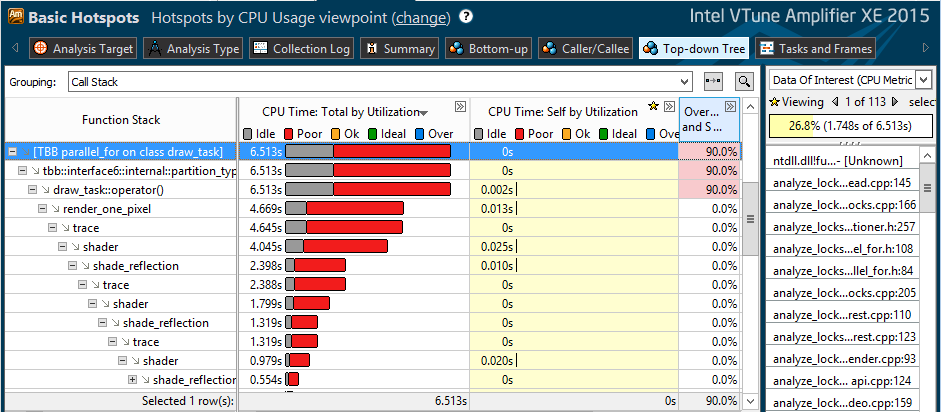 Basic Hotspots Hotspots by CPU Usage viewpoint (change) ?
Intel VTune Amplifier XE 2015
Analysis Target Analysis Type Collection Log Summary Bottom-up Caller/Callee Top-down Tree Tasks and Frames
Grouping: Call Stack
Function Stack
CPU Time: Total by Utilization
Idle Poor Ok Ideal Over
CPU Time: Self by Utilization
Idle Poor Ok Ideal Over
Over...
and S...
[TBB parallel_for on class draw_task] 6.513s 0s 90.0%
tbb::interface6::internal::partition_typ 6.513s 0s 90.0%
draw_task::operator() 6.513s 0.002s 90.0%
render_one_pixel 4.669s 0.013s 0.0%
trace 4.645s 0s 0.0%
shader 4.045s 0.025s 0.0%
shade_reflection 2.398s 0.010s 0.0%
trace 2.388s 0s 0.0%
shader 1.799s 0s 0.0%
shade_reflection 1.319s 0s 0.0%
trace 1.319s 0s 0.0%
shader 0.979s 0.020s 0.0%
shade_reflection 0.554s 0s 0.0%
Selected 1 row(s): 6.513s 0s 90.0%
Data Of Interest (CPU Metric
Viewing 1 of 113 selec
26.8% (1.748s of 6.513s)
ntdll.dll!fu...- [Unknown]
analyze_lock...ead.cpp:145
analyze_lock...ocks.cpp:166
analyze_locks...tioner.h:257
analyze_locks...el_for.h:108
analyze_locks...llel_for.h:84
analyze_lock...ocks.cpp:205
analyze_lock...rest.cpp:110
analyze_locks...rest.cpp:123
analyze_lock...ender.cpp:93
analyze_lock... api.cpp:124
analyze_lock...deo.cpp:159